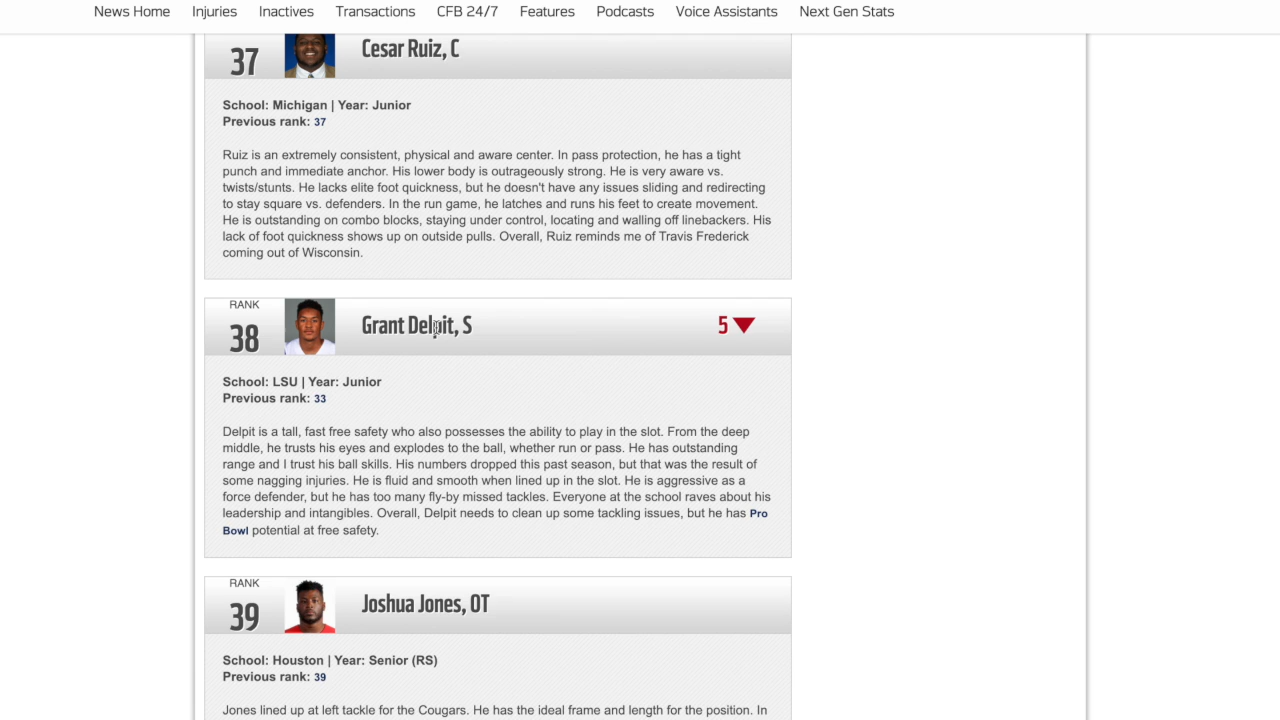 News Home Injuries Inactives Transactions CFB 24/7 Features Podcasts Voice Assistants Next Gen Stats
37 Cesar Ruiz, C
School: Michigan | Year: Junior
Previous rank: 37
Ruiz is an extremely consistent, physical and aware center. In pass protection, he has a tight
punch and immediate anchor. His lower body is outrageously strong. He is very aware vs.
twists/stunts. He lacks elite foot quickness, but he doesn't have any issues sliding and redirecting
to stay square vs. defenders. In the run game, he latches and runs his feet to create movement.
He is outstanding on combo blocks, staying under control, locating and walling off linebackers. His
lack of foot quickness shows up on outside pulls. Overall, Ruiz reminds me of Travis Frederick
coming out of Wisconsin.
RANK
38 Grant Delpit, S 5
School: LSU | Year: Junior
Previous rank: 33
Delpit is a tall, fast free safety who also possesses the ability to play in the slot. From the deep
middle, he trusts his eyes and explodes to the ball, whether run or pass. He has outstanding
range and I trust his ball skills. His numbers dropped this past season, but that was the result of
some nagging injuries. He is fluid and smooth when lined up in the slot. He is aggressive as a
force defender, but he has too many fly-by missed tackles. Everyone at the school raves about his
leadership and intangibles. Overall, Delpit needs to clean up some tackling issues, but he has Pro
Bowl potential at free safety.
RANK
39 Joshua Jones, OT
School: Houston | Year: Senior (RS)
Previous rank: 39
Jones lined up at left tackle for the Cougars. He has the ideal frame and length for the position. In